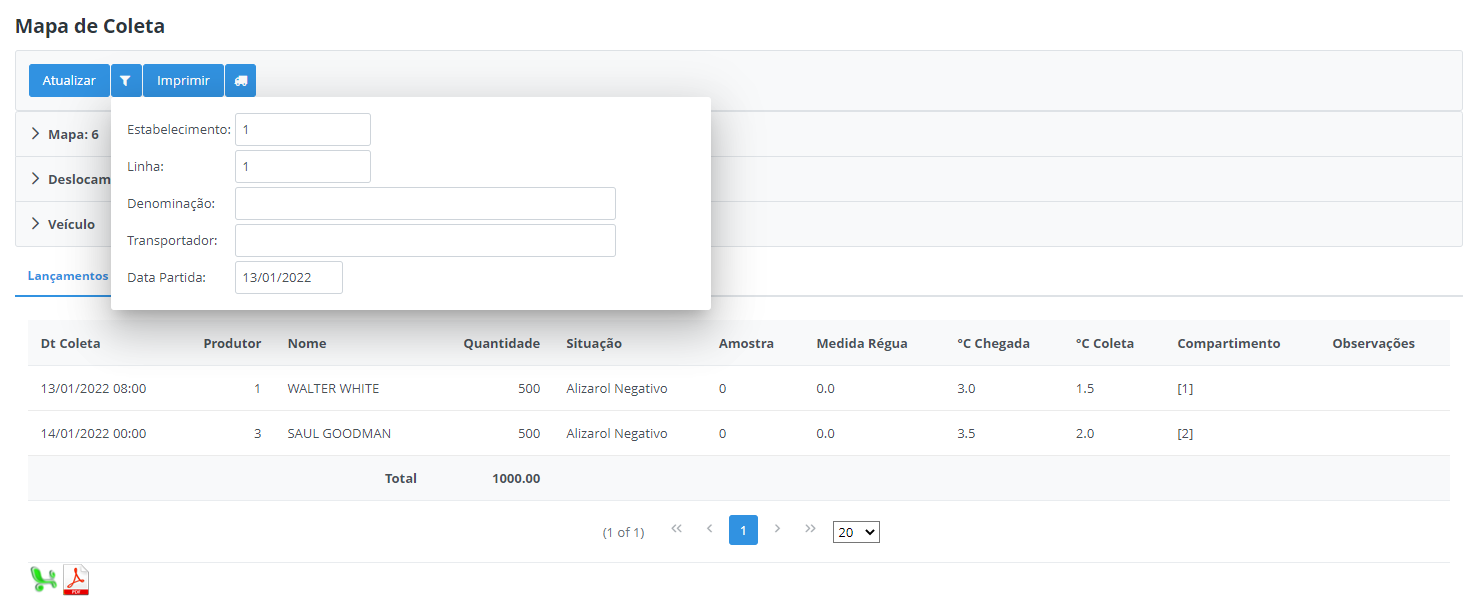 Mapa de Coleta
Atualizar Imprimir
Estabelecimento: 1
Mapa: 6
Linha: 1
Deslocam
Denominação:
Veículo
Transportador:
Lançamentos
Data Partida: 13/01/2022
Dt Coleta Produtor Nome Quantidade Situação Amostra Medida Régua °C Chegada °C Coleta Compartimento Observações
13/01/2022 08:00 1 WALTER WHITE 500 Alizarol Negativo 0 0.0 3.0 1.5 [1]
14/01/2022 00:00 3 SAUL GOODMAN 500 Alizarol Negativo 0 0.0 3.5 2.0 [2]
Total 1000.00
(1 of 1) 1 20
PDF